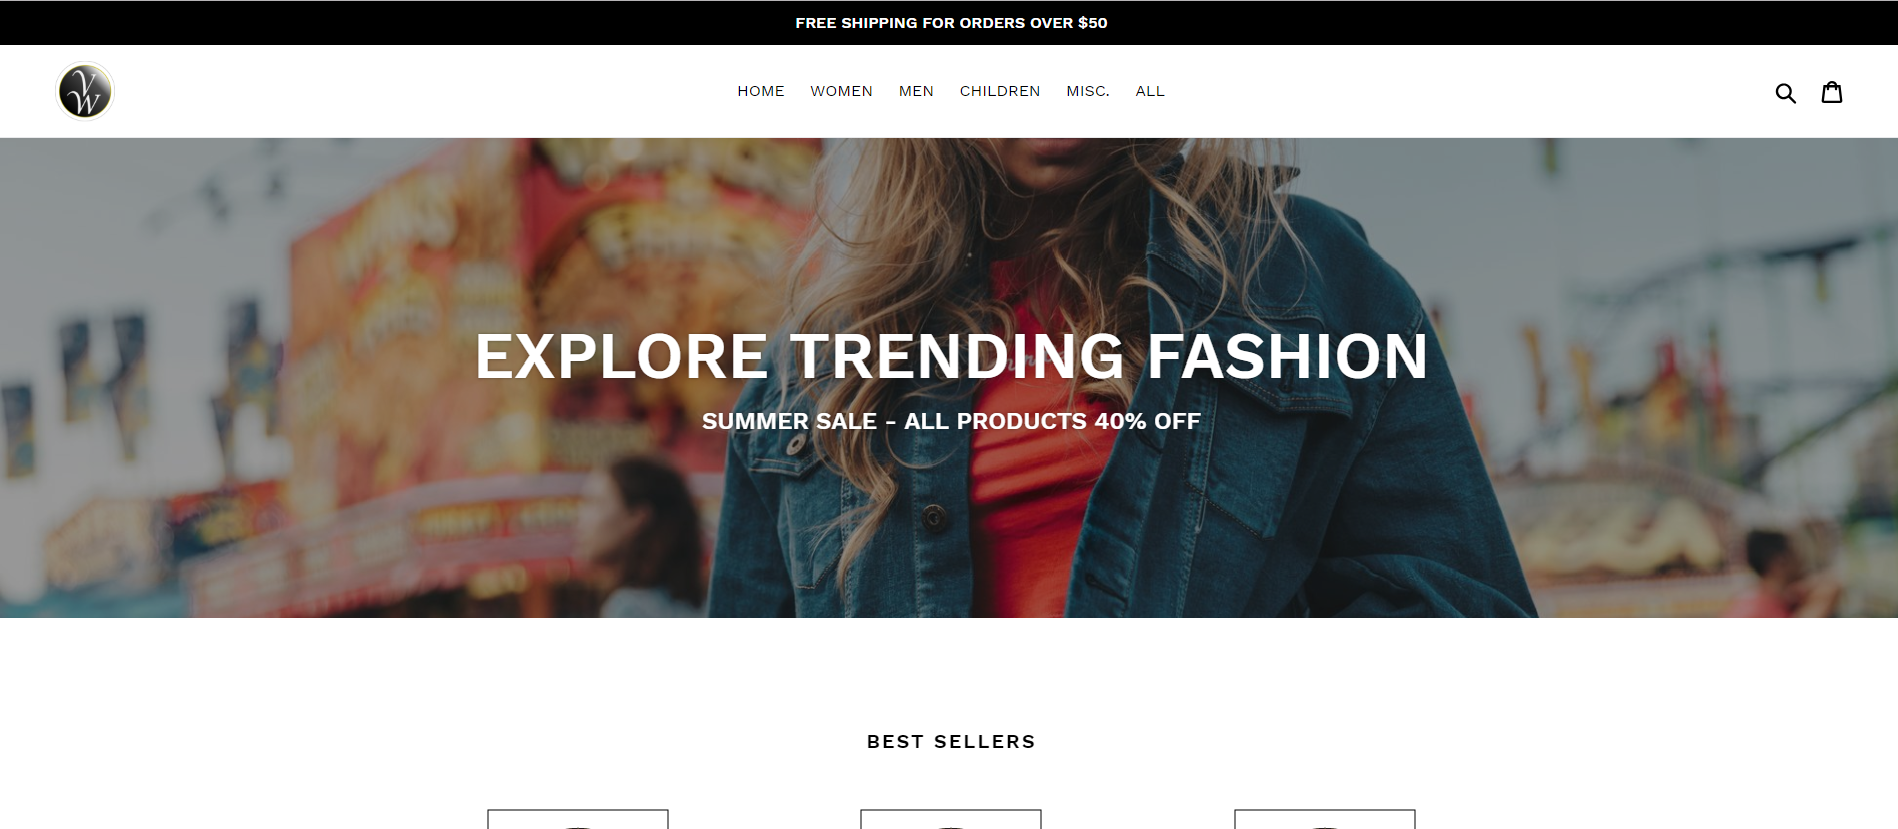 FREE SHIPPING FOR ORDERS OVER $50
VW
HOME WOMEN MEN CHILDREN MISC. ALL
EXPLORE TRENDING FASHION
SUMMER SALE - ALL PRODUCTS 40% OFF
BEST SELLERS